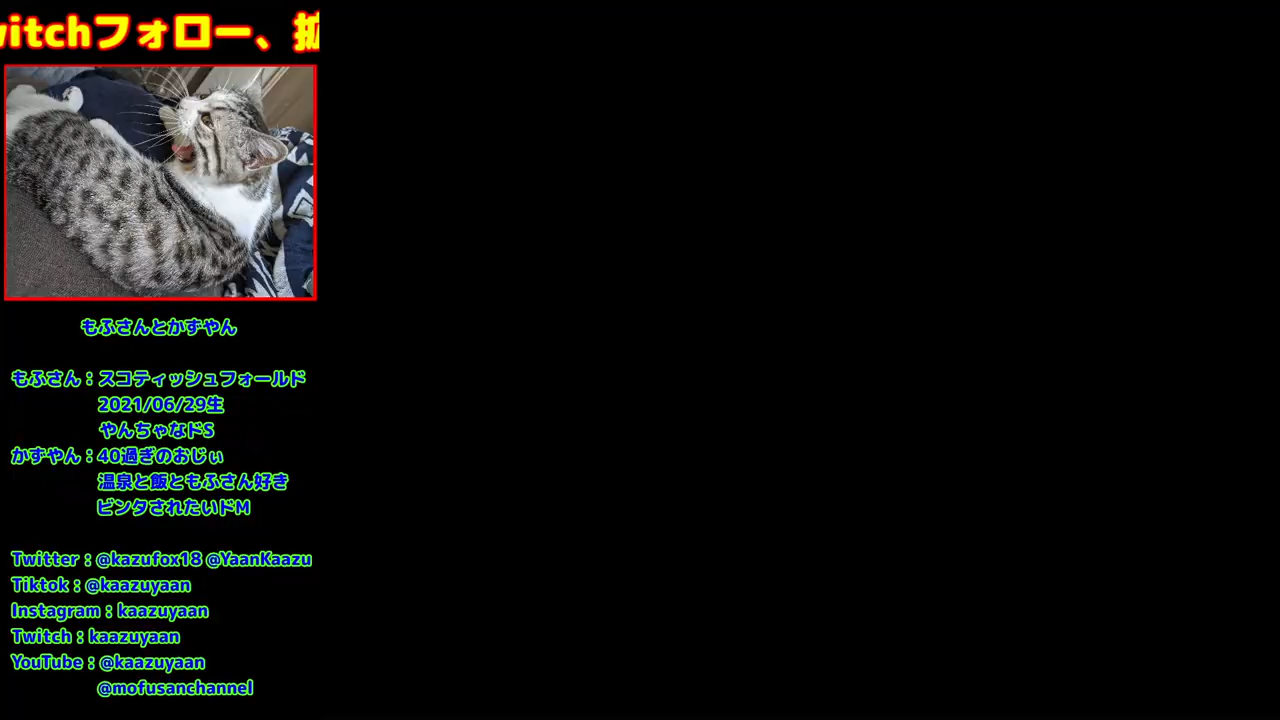 witchフォロー、拡
もふさんとかずやん
もふさん：スコティッシュフォールド
2021/06/29生
やんちゃなドS
かずやん：40過ぎのおじぃ
温泉と飯ともふさん好き
ビンタされたいドM
Twitter：@kazufox18 @YaanKaazu
Tiktok：@kaazuyaan
Instagram：kaazuyaan
Twitch：kaazuyaan
YouTube：@kaazuyaan
@mofusanchannel